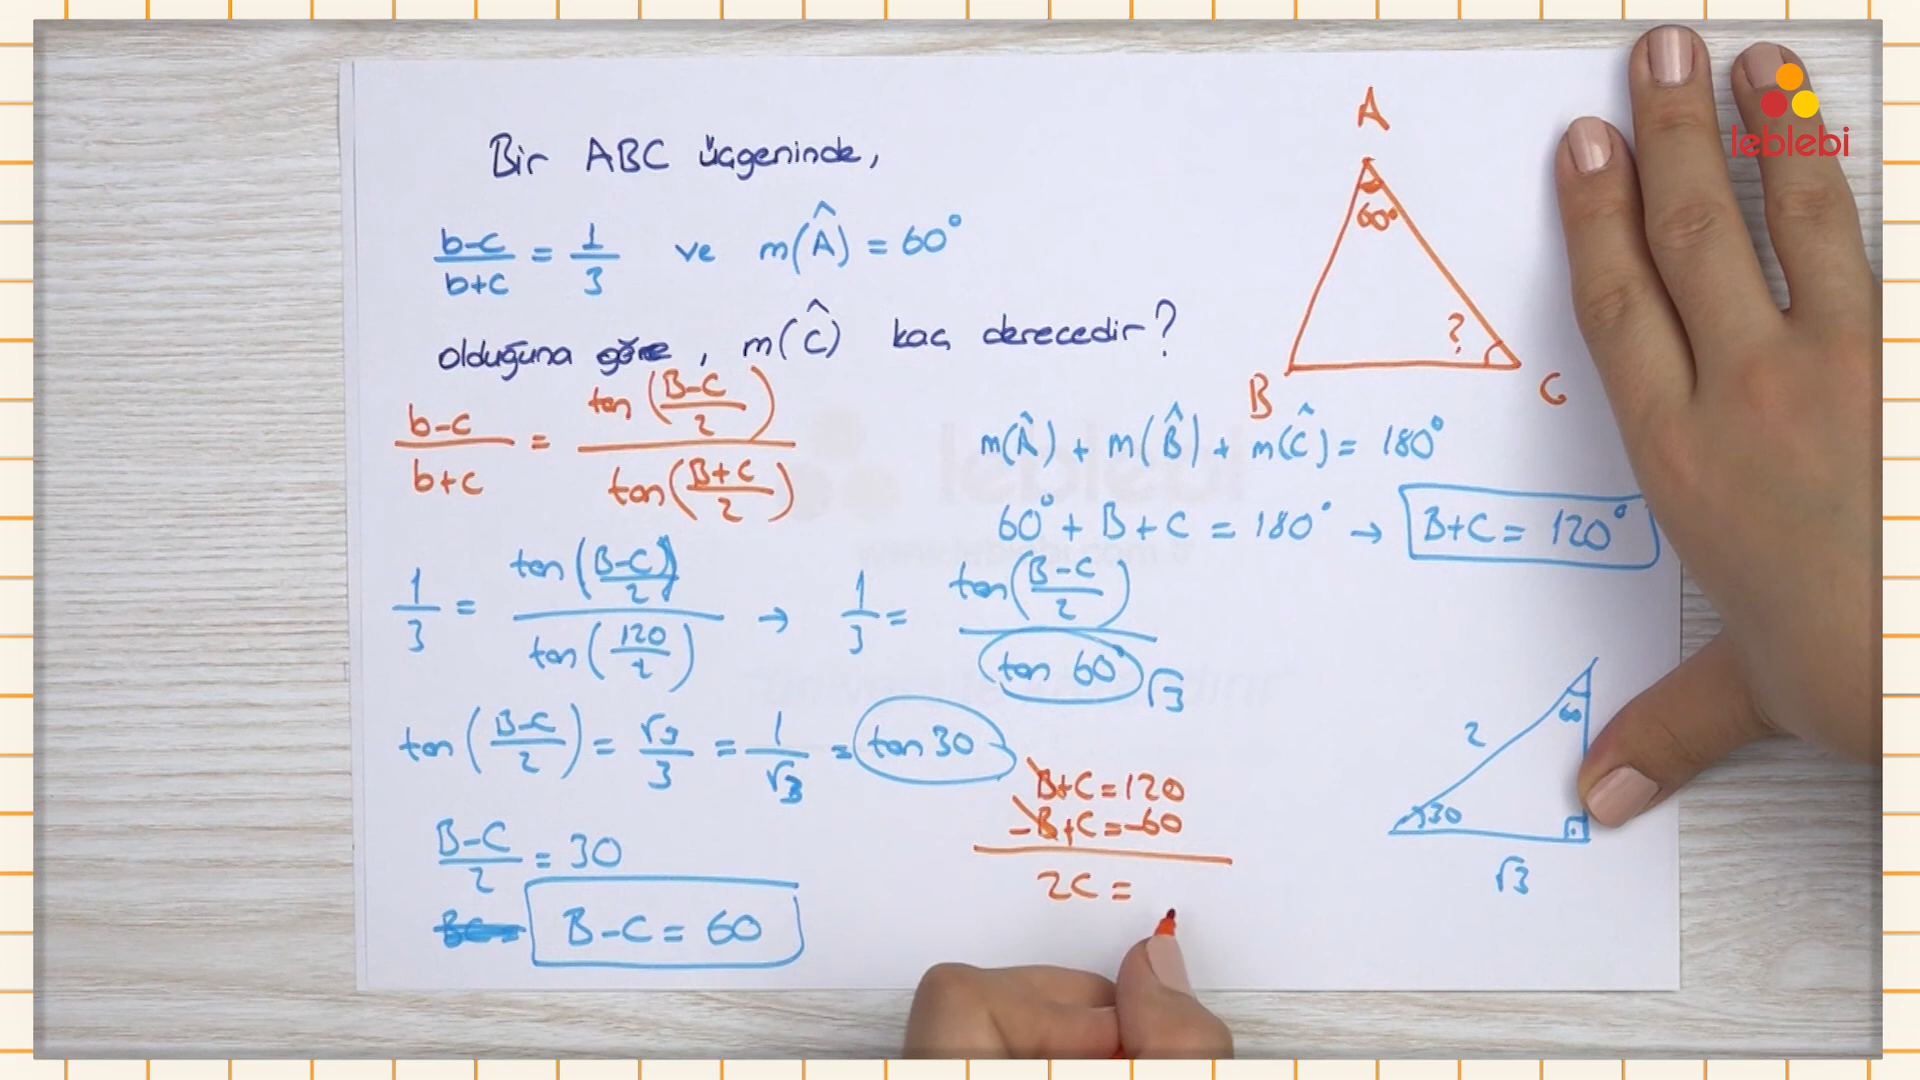 leblebi
Bir ABC üçgeninde,
b-c / b+c = 1/3 ve m(Â) = 60°
olduğuna göre, m(Ĉ) kaç derecedir?
A
60°
?
B
C
b-c / b+c = tan(B-C / 2) / tan(B+C / 2)
m(Â) + m(B̂) + m(Ĉ) = 180°
60° + B + C = 180° → B+C = 120°
1/3 = tan(B-C / 2) / tan(120 / 2) → 1/3 = tan(B-C / 2) / tan 60° √3
tan(B-C / 2) = √3/3 = 1/√3 = tan 30
B-C / 2 = 30
B-C = 60
B+C = 120
-B+C = -60
2C =
2
60
30
√3